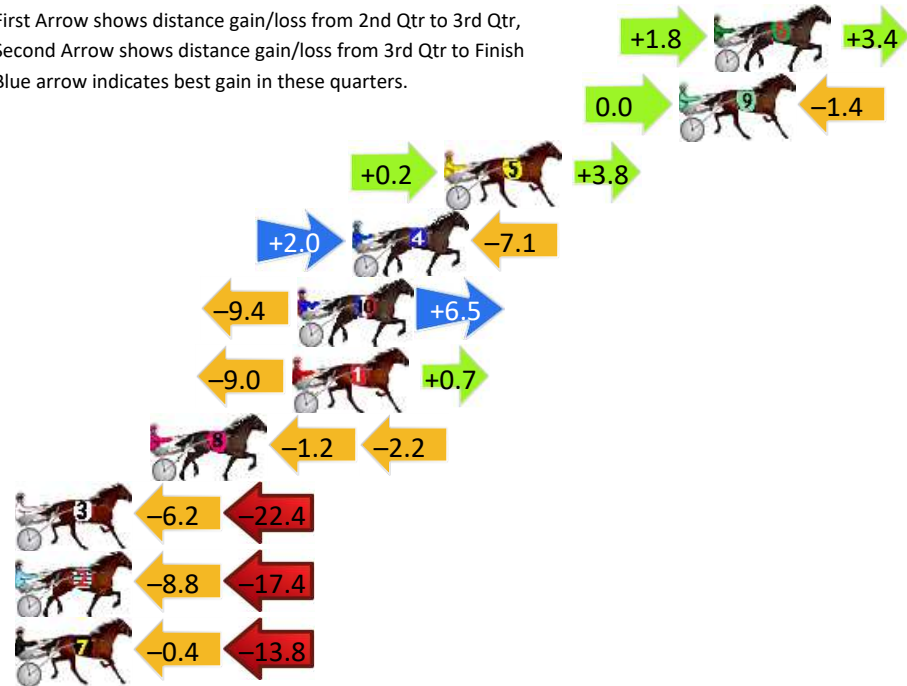 First Arrow shows distance gain/loss from 2nd Qtr to 3rd Qtr,
Second Arrow shows distance gain/loss from 3rd Qtr to Finish
Blue arrow indicates best gain in these quarters.
+1.8 6 +3.4
0.0 9 –1.4
+0.2 5 +3.8
+2.0 4 –7.1
–9.4 10 +6.5
–9.0 1 +0.7
8 –1.2 –2.2
3 –6.2 –22.4
2 –8.8 –17.4
7 –0.4 –13.8